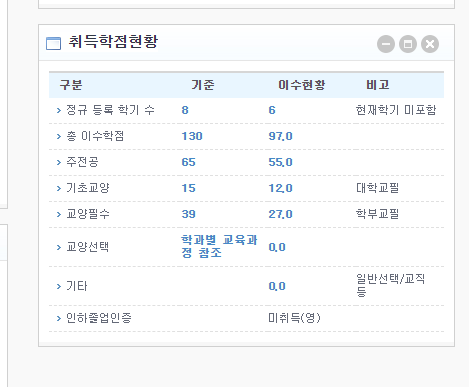 취득학점현황
구분 기준 이수현황 비고
정규 등록 학기 수 8 6 현재학기 미포함
총 이수학점 130 97.0
주전공 65 55.0
기초교양 15 12.0 대학교필
교양필수 39 27.0 학부교필
교양선택 학과별 교육과
정 참조 0.0
기타 0.0 일반선택/교직
등
인하졸업인증 미취득(영)